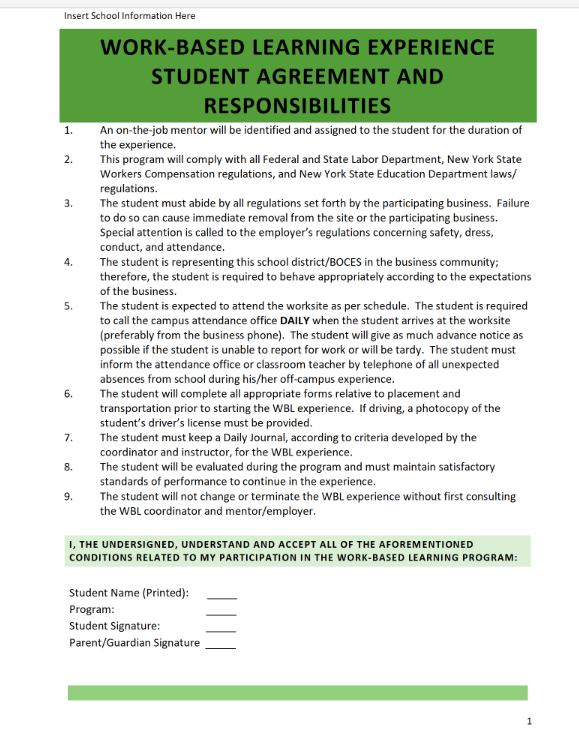 Insert School Information Here
WORK-BASED LEARNING EXPERIENCE
STUDENT AGREEMENT AND
RESPONSIBILITIES
1. An on-the-job mentor will be identified and assigned to the student for the duration of
the experience.
2. This program will comply with all Federal and State Labor Department, New York State
Workers Compensation regulations, and New York State Education Department laws/
regulations.
3. The student must abide by all regulations set forth by the participating business. Failure
to do so can cause immediate removal from the site or the participating business.
Special attention is called to the employer's regulations concerning safety, dress,
conduct, and attendance.
4. The student is representing this school district/BOCES in the business community;
therefore, the student is required to behave appropriately according to the expectations
of the business.
5. The student is expected to attend the worksite as per schedule. The student is required
to call the campus attendance office DAILY when the student arrives at the worksite
(preferably from the business phone). The student will give as much advance notice as
possible if the student is unable to report for work or will be tardy. The student must
inform the attendance office or classroom teacher by telephone of all unexpected
absences from school during his/her off-campus experience.
6. The student will complete all appropriate forms relative to placement and
transportation prior to starting the WBL experience. If driving, a photocopy of the
student's driver's license must be provided.
7. The student must keep a Daily Journal, according to criteria developed by the
coordinator and instructor, for the WBL experience.
8. The student will be evaluated during the program and must maintain satisfactory
standards of performance to continue in the experience.
9. The student will not change or terminate the WBL experience without first consulting
the WBL coordinator and mentor/employer.
I, THE UNDERSIGNED, UNDERSTAND AND ACCEPT ALL OF THE AFOREMENTIONED
CONDITIONS RELATED TO MY PARTICIPATION IN THE WORK-BASED LEARNING PROGRAM:
Student Name (Printed): _____
Program: _____
Student Signature: _____
Parent/Guardian Signature _____
1